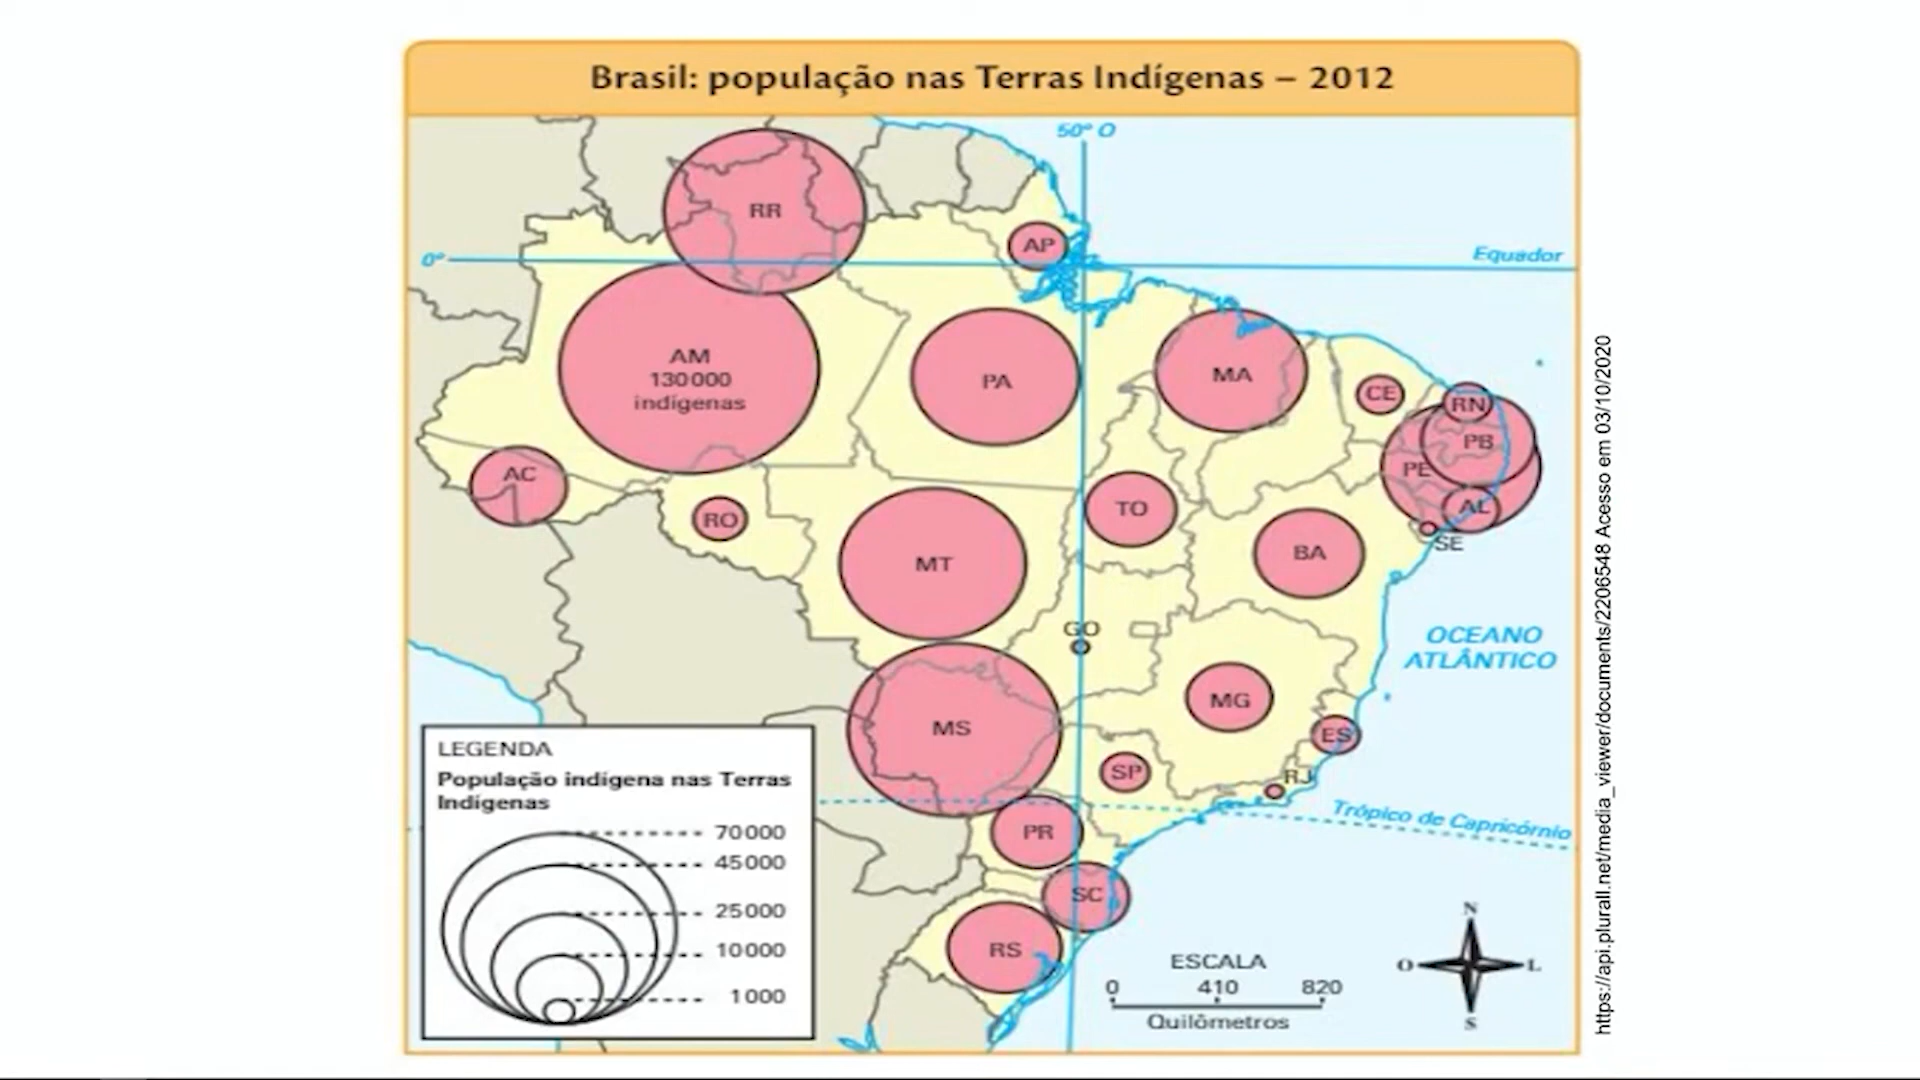 Brasil: população nas Terras Indígenas – 2012
50° O
RR
AP
0°
Equador
AM
130 000
indígenas
PA
MA
CE
RN
PB
PE
AC
RO
TO
AL
SE
MT
BA
GO
OCEANO
ATLÂNTICO
MS
MG
ES
SP
RJ
Trópico de Capricórnio
PR
SC
RS
LEGENDA
População indígena nas Terras
Indígenas
70 000
45 000
25 000
10 000
1 000
ESCALA
0 410 820
Quilômetros
N
O L
S
https://api.plurall.net/media_viewer/documents/2206548 Acesso em 03/10/2020